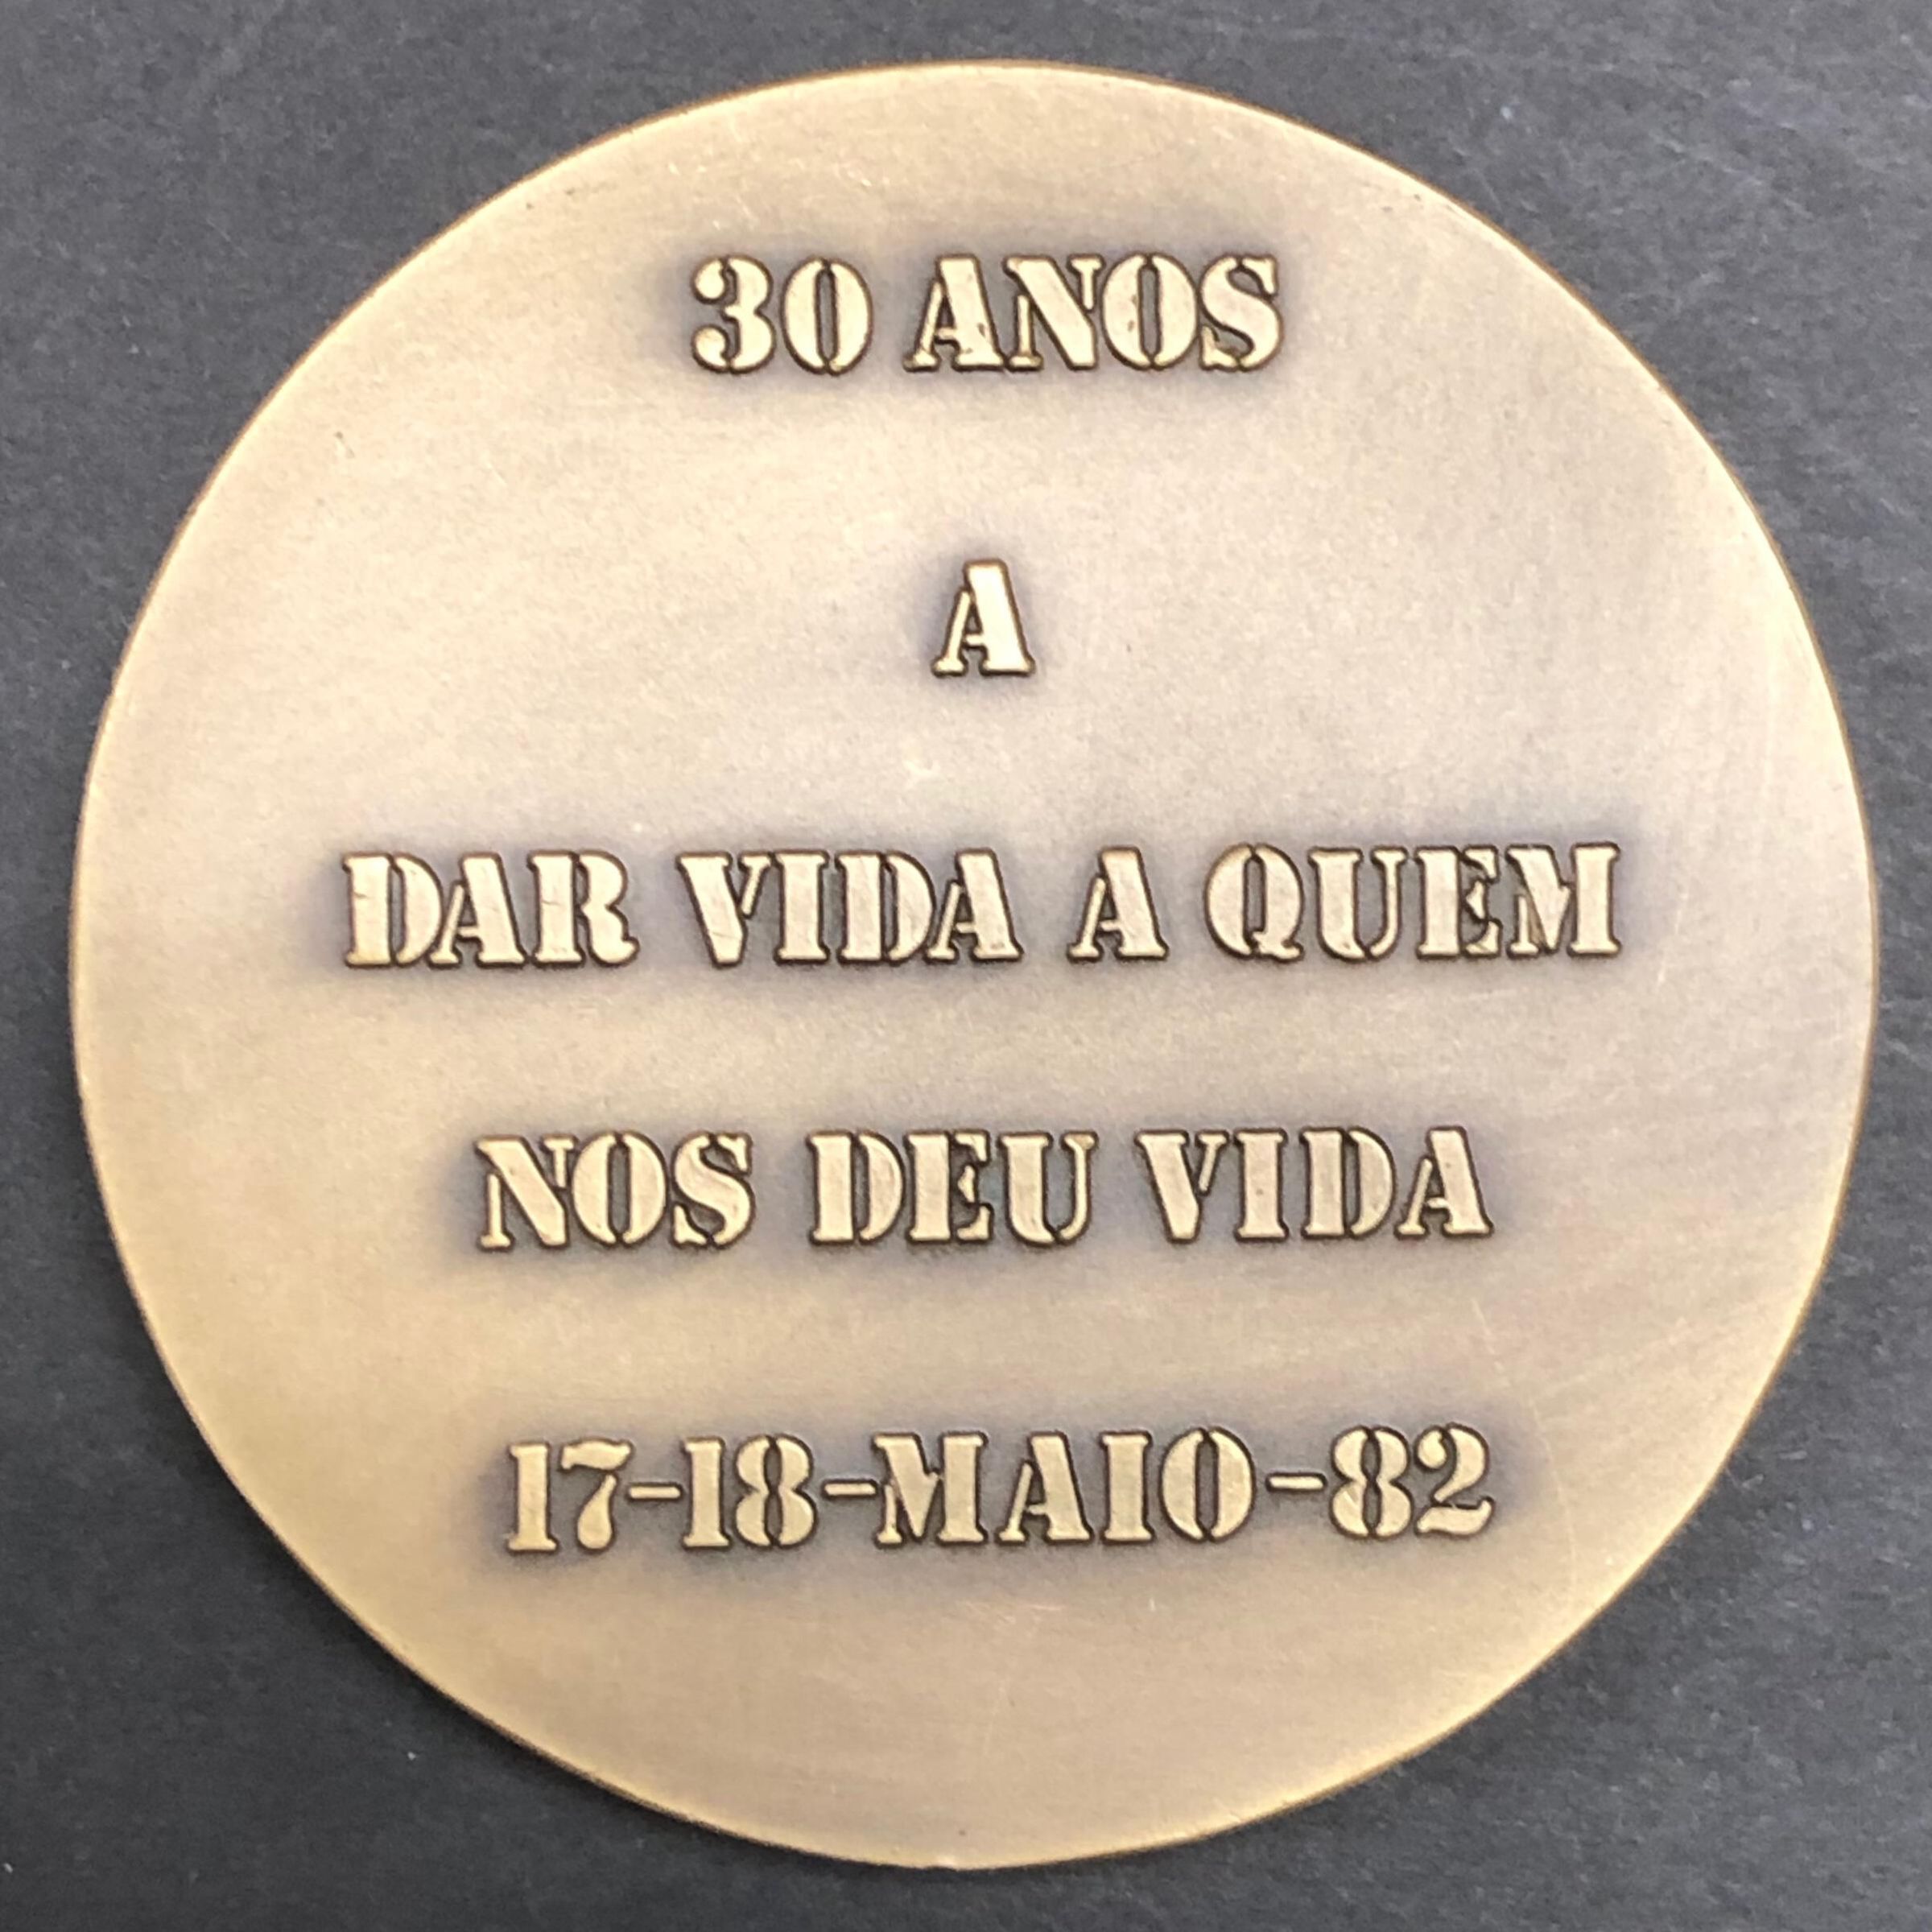 30 ANOS
A
DAR VIDA A QUEM
NOS DEU VIDA
17-18-MAIO-82